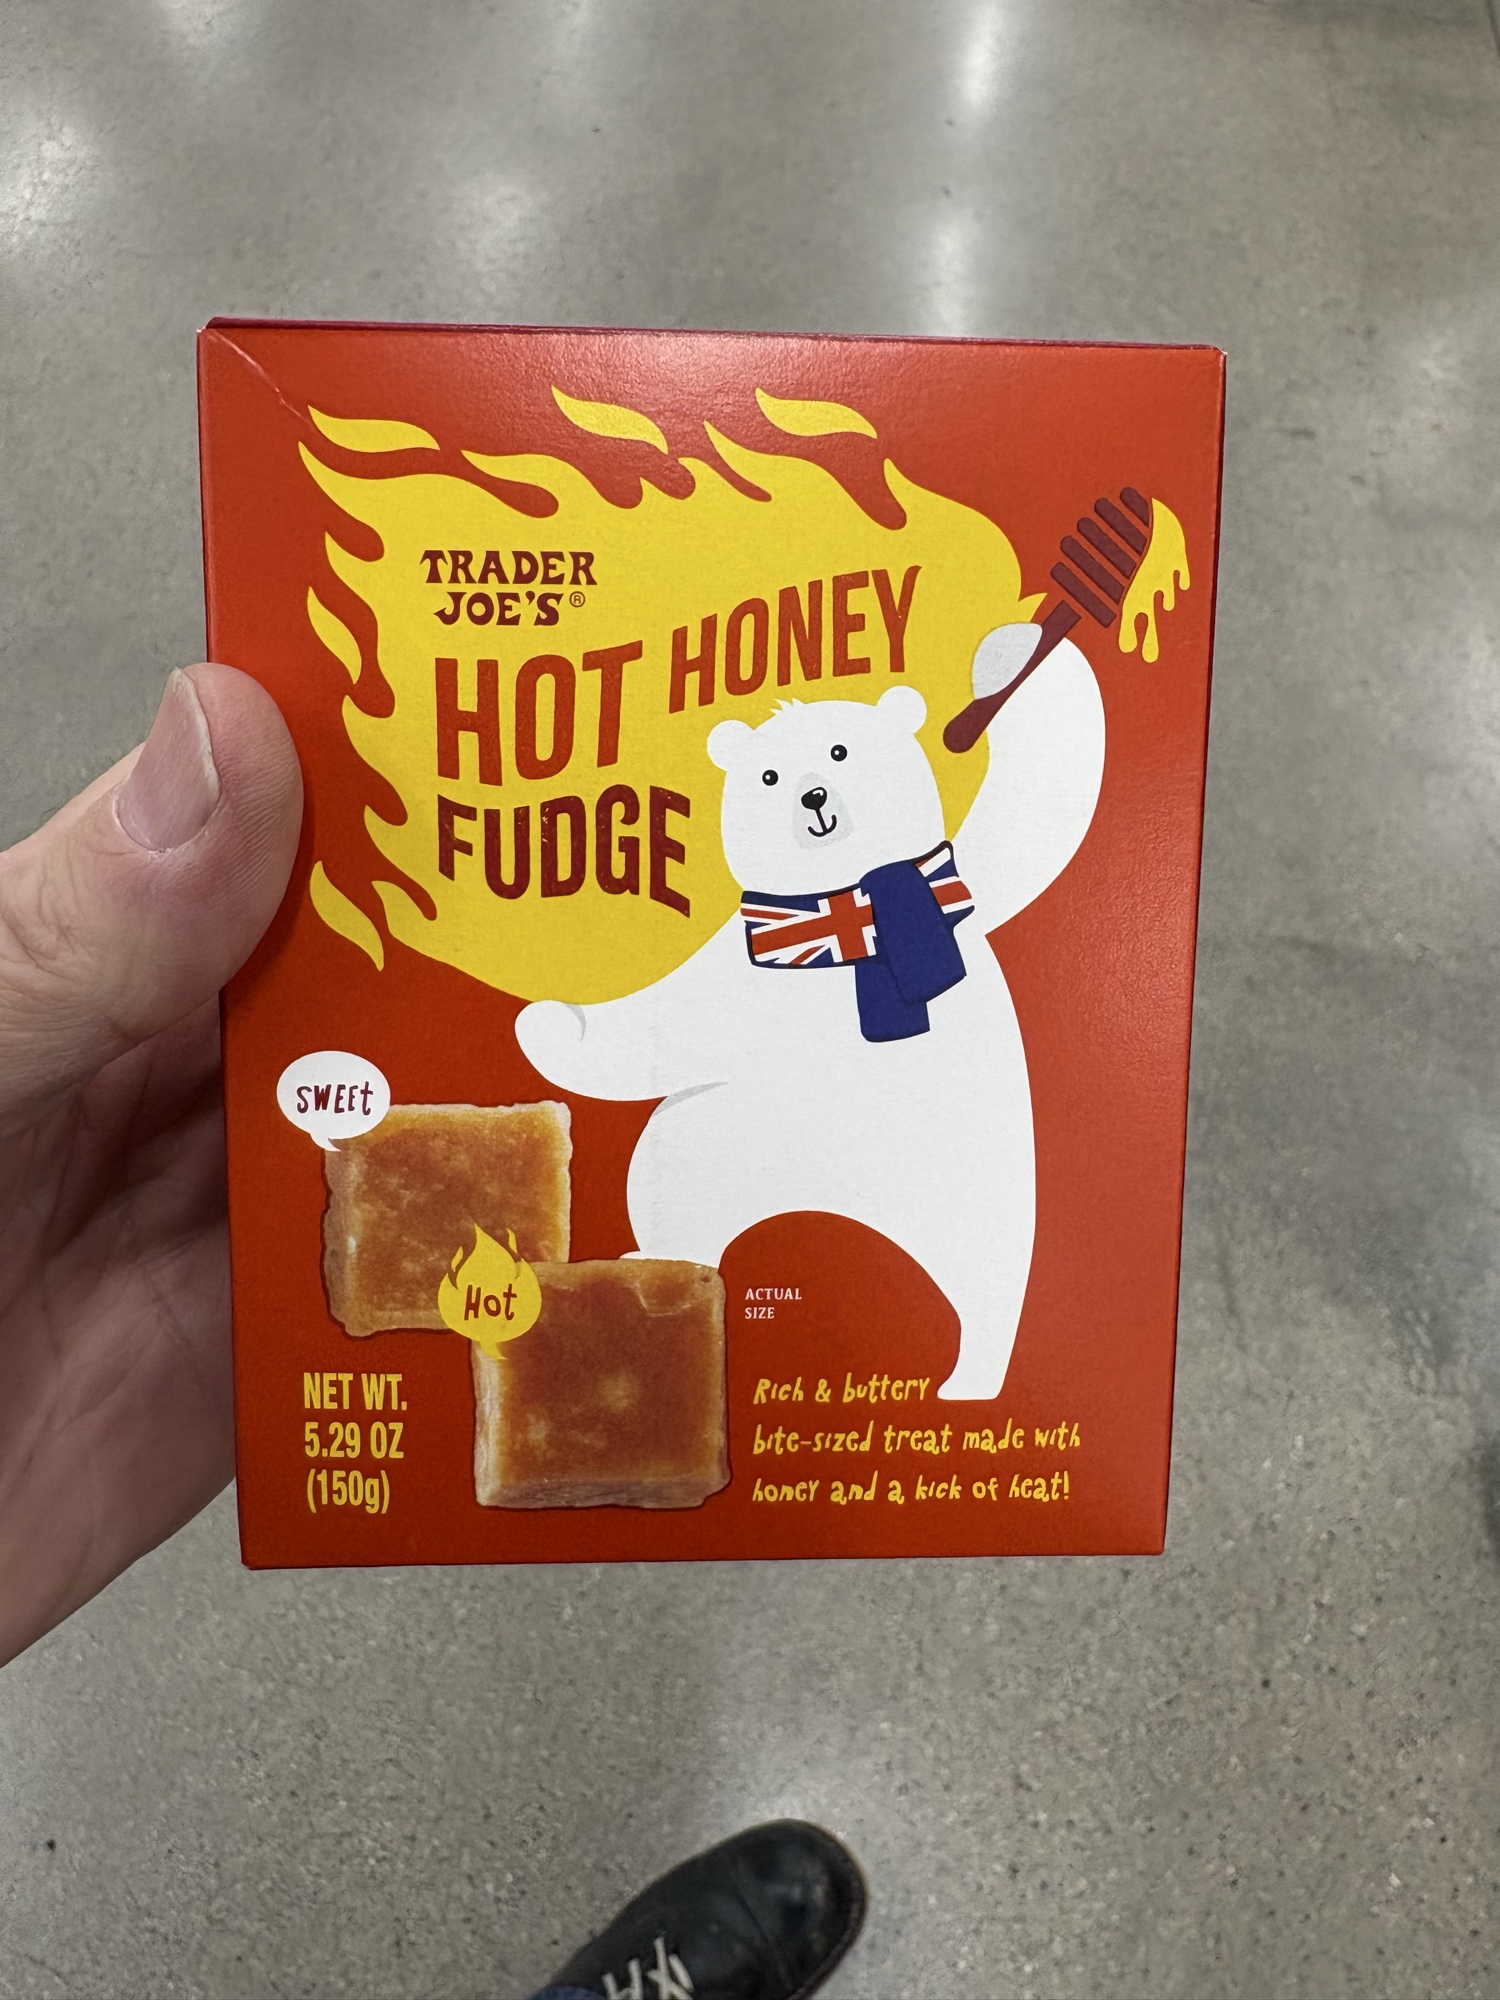 TRADER
JOE'S®
HOT HONEY
FUDGE
SWEEt
Hot
ACTUAL
SIZE
NET WT.
5.29 OZ
(150g)
Rich & buttery
bite-sized treat made with
honey and a kick of heat!